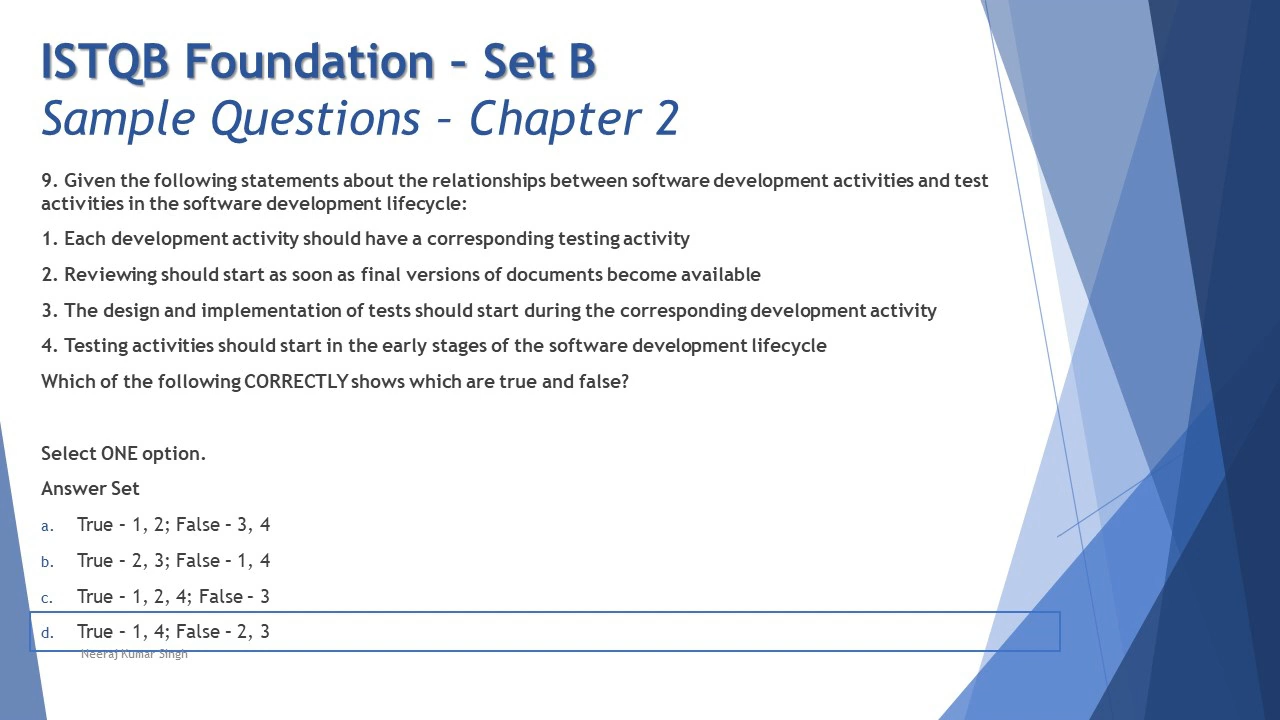 ISTQB Foundation – Set B
Sample Questions – Chapter 2
9. Given the following statements about the relationships between software development activities and test
activities in the software development lifecycle:
1. Each development activity should have a corresponding testing activity
2. Reviewing should start as soon as final versions of documents become available
3. The design and implementation of tests should start during the corresponding development activity
4. Testing activities should start in the early stages of the software development lifecycle
Which of the following CORRECTLY shows which are true and false?
Select ONE option.
Answer Set
a. True – 1, 2; False – 3, 4
b. True – 2, 3; False – 1, 4
c. True – 1, 2, 4; False – 3
d. True – 1, 4; False – 2, 3
Neeraj Kumar Singh